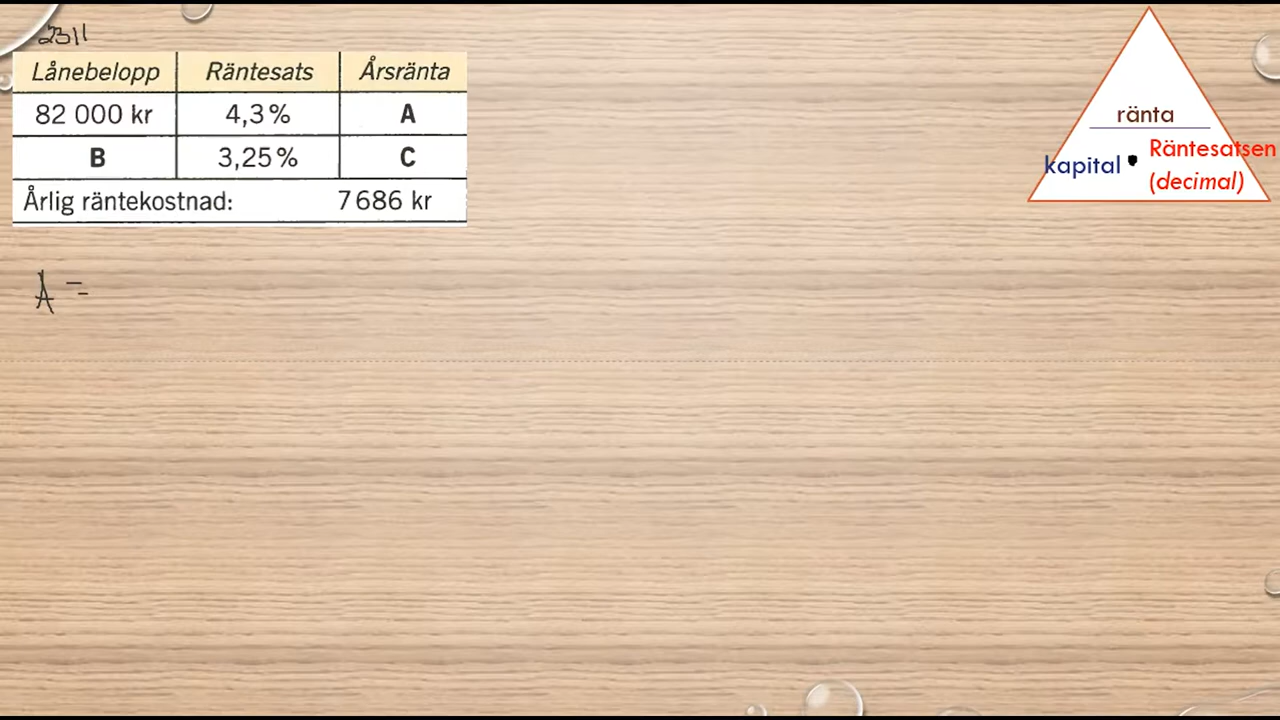 2311
Lånebelopp Räntesats Årsränta
82 000 kr 4,3 % A
B 3,25 % C
Årlig räntekostnad: 7 686 kr
ränta
kapital • Räntesatsen
(decimal)
A =